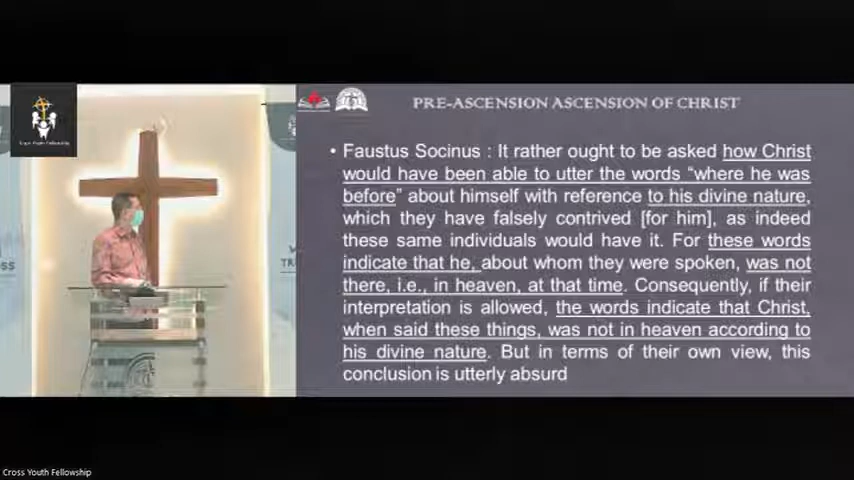 PRE-ASCENSION ASCENSION OF CHRIST
• Faustus Socinus : It rather ought to be asked how Christ
would have been able to utter the words “where he was
before” about himself with reference to his divine nature,
which they have falsely contrived [for him], as indeed
these same individuals would have it. For these words
indicate that he, about whom they were spoken, was not
there, i.e., in heaven, at that time. Consequently, if their
interpretation is allowed, the words indicate that Christ,
when said these things, was not in heaven according to
his divine nature. But in terms of their own view, this
conclusion is utterly absurd
Cross Youth Fellowship
Cross Youth Fellowship